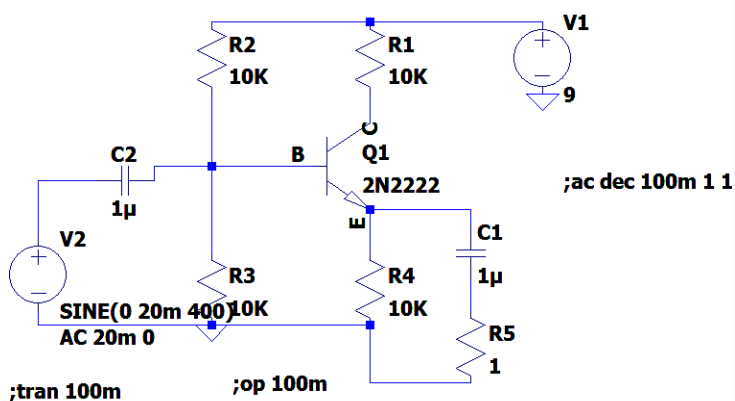 V1
R2
R1
10K
10K
9
C
C2
B
Q1
1µ
2N2222
;ac dec 100m 1 1
E
V2
C1
1µ
R3
R4
SINE(0 20m 400)
10K
10K
AC 20m 0
R5
1
;tran 100m
;op 100m